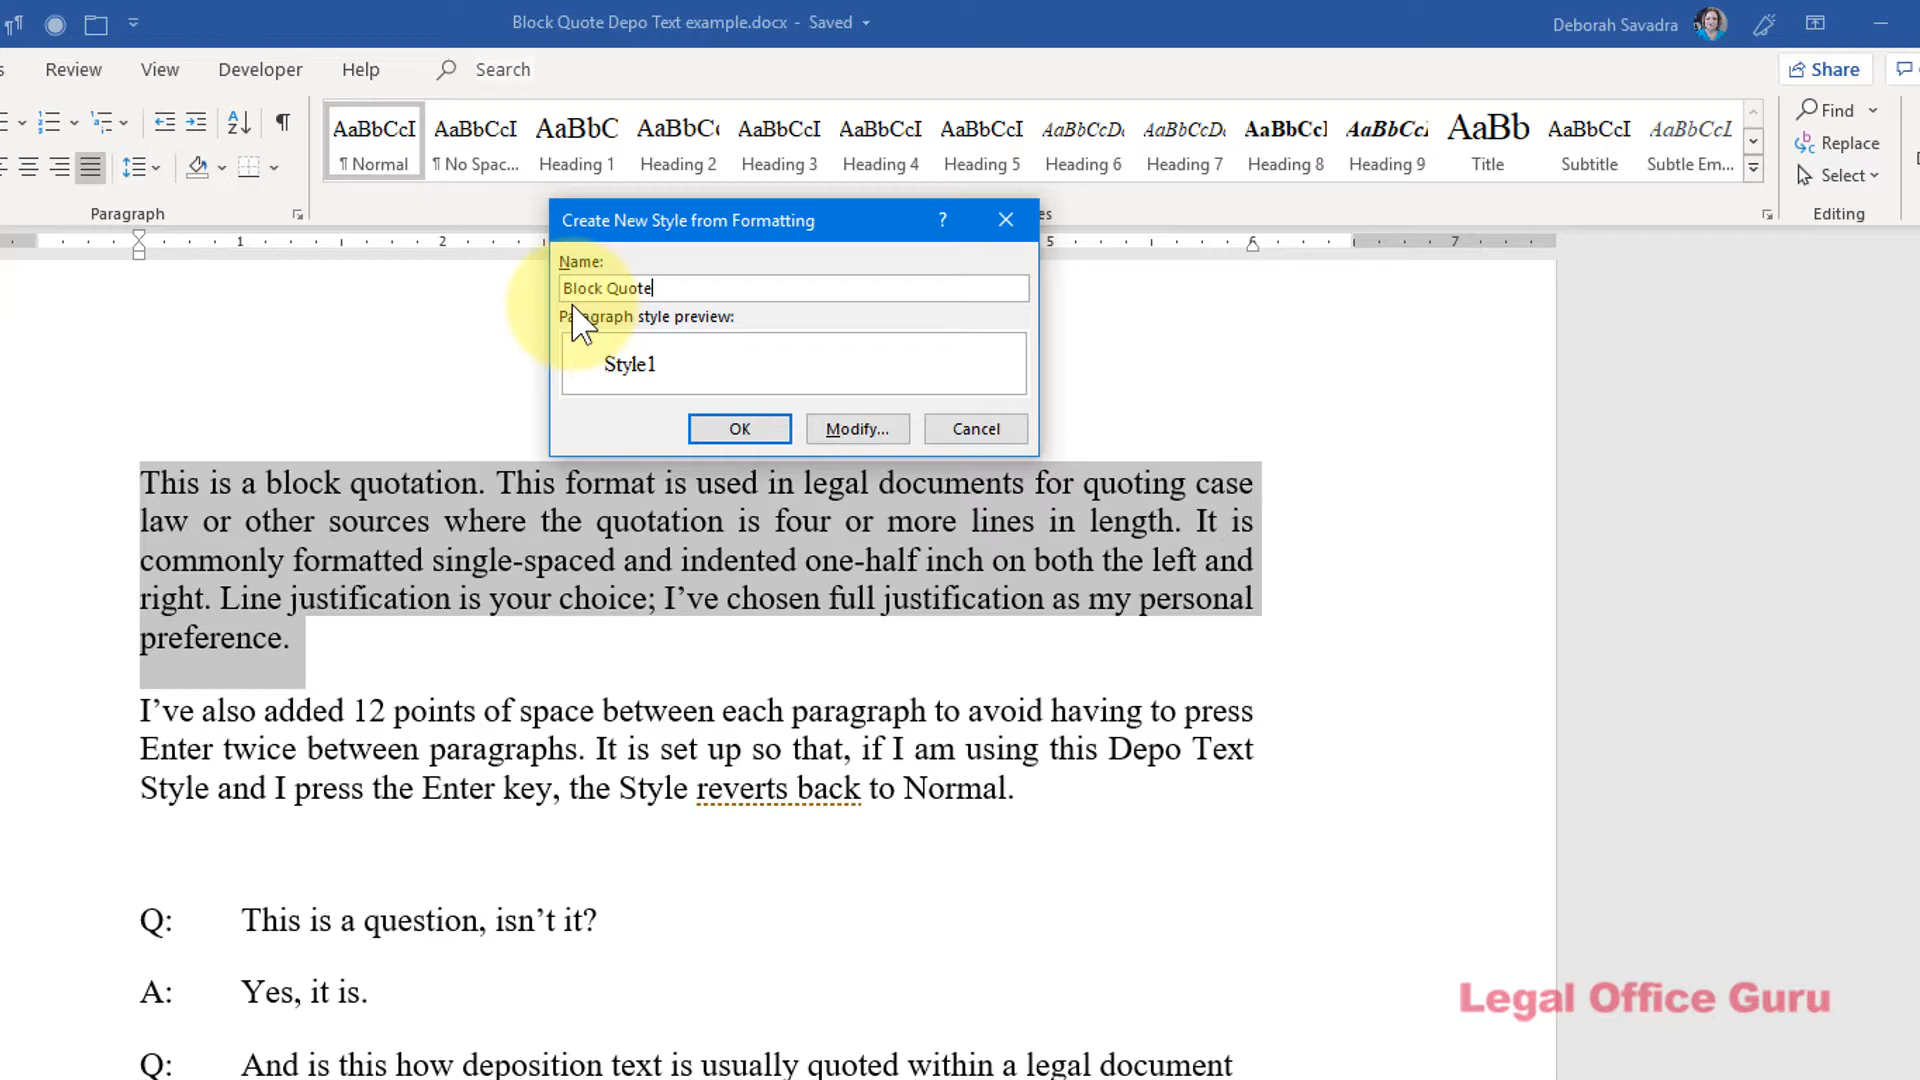 Block Quote Depo Text example.docx - Saved
Deborah Savadra
Review View Developer Help Search
Share
AaBbCcI AaBbCcI AaBbC AaBbC AaBbCcI AaBbCcI AaBbCcI AaBbCcD AaBbCcD AaBbCcI AaBbCcI AaBb AaBbCcI AaBbCcI
¶ Normal ¶ No Spac... Heading 1 Heading 2 Heading 3 Heading 4 Heading 5 Heading 6 Heading 7 Heading 8 Heading 9 Title Subtitle Subtle Em...
Find
Replace
Select
Paragraph
Editing
1 2 5 6 7
Create New Style from Formatting ?
Name:
Block Quote
Paragraph style preview:
Style1
OK Modify... Cancel
This is a block quotation. This format is used in legal documents for quoting case
law or other sources where the quotation is four or more lines in length. It is
commonly formatted single-spaced and indented one-half inch on both the left and
right. Line justification is your choice; I’ve chosen full justification as my personal
preference.
I’ve also added 12 points of space between each paragraph to avoid having to press
Enter twice between paragraphs. It is set up so that, if I am using this Depo Text
Style and I press the Enter key, the Style reverts back to Normal.
Q: This is a question, isn’t it?
A: Yes, it is.
Q: And is this how deposition text is usually quoted within a legal document
Legal Office Guru